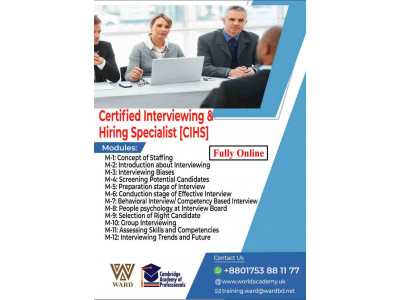 Certified Interviewing &
Hiring Specialist [CIHS]
Fully Online
Modules:
M-1: Concept of Staffing
M-2: Introduction about Interviewing
M-3: Interviewing Biases
M-4: Screening Potential Candidates
M-5: Preparation stage of Interview
M-6: Conduction stage of Effective Interview
M-7: Behavioral Interview/ Competency Based Interview
M-8: People psychology at Interview Board
M-9: Selection of Right Candidate
M-10: Group Interviewing
M-11: Assessing Skills and Competencies
M-12: Interviewing Trends and Future
WARD
Cambridge
Academy of
Professionals
Contact Us
+8801753 88 11 77
www.worldacademy.uk
training.ward@wardbd.net